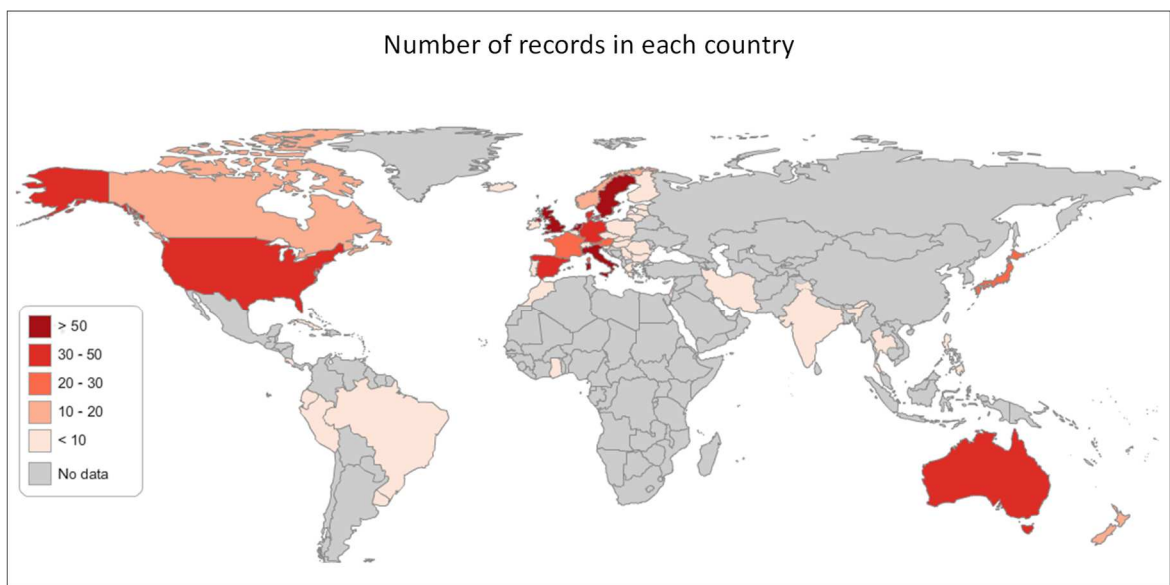 Number of records in each country
> 50
30 - 50
20 - 30
10 - 20
< 10
No data